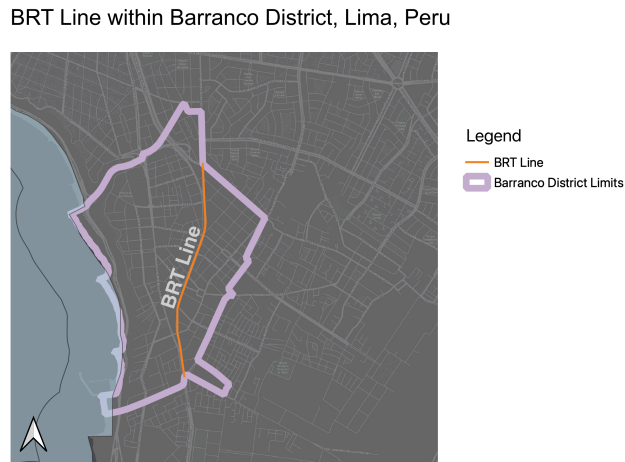 BRT Line within Barranco District, Lima, Peru
Legend
BRT Line
Barranco District Limits
BRT Line